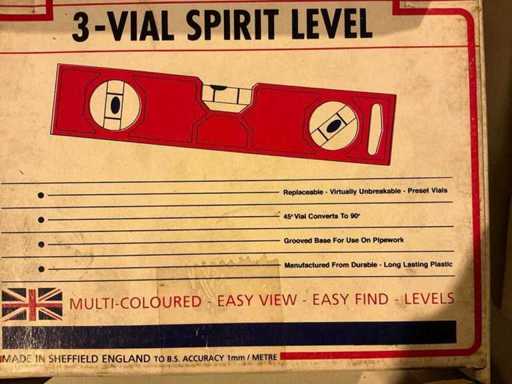 3-VIAL SPIRIT LEVEL
Replaceable - Virtually Unbreakable - Preset Vials
45° Vial Converts To 90°
Grooved Base For Use On Pipework
Manufactured From Durable - Long Lasting Plastic
MULTI-COLOURED - EASY VIEW - EASY FIND - LEVELS
MADE IN SHEFFIELD ENGLAND TO B.S. ACCURACY 1mm / METRE